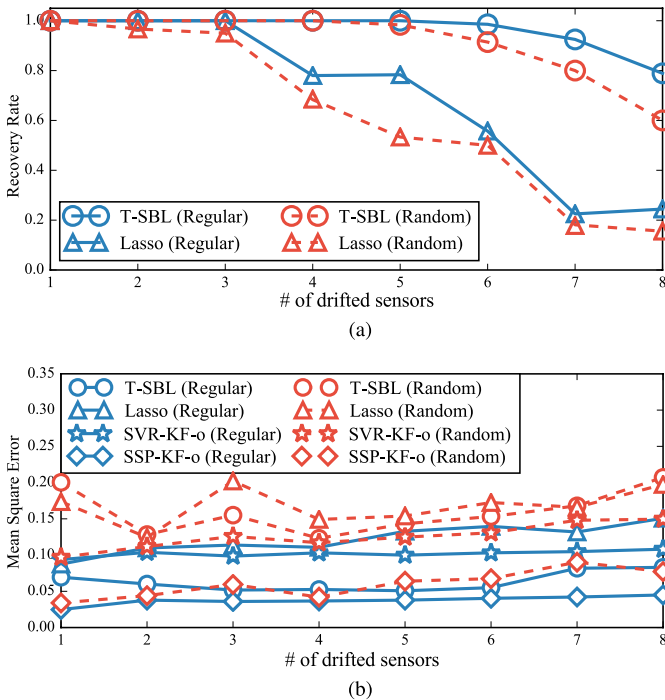 1.0
0.8
0.6
0.4
0.2
0.0
Recovery Rate
T-SBL (Regular) T-SBL (Random)
Lasso (Regular) Lasso (Random)
1 2 3 4 5 6 7 8
# of drifted sensors
(a)
0.35
0.30
0.25
0.20
0.15
0.10
0.05
0.00
Mean Square Error
T-SBL (Regular) T-SBL (Random)
Lasso (Regular) Lasso (Random)
SVR-KF-o (Regular) SVR-KF-o (Random)
SSP-KF-o (Regular) SSP-KF-o (Random)
1 2 3 4 5 6 7 8
# of drifted sensors
(b)